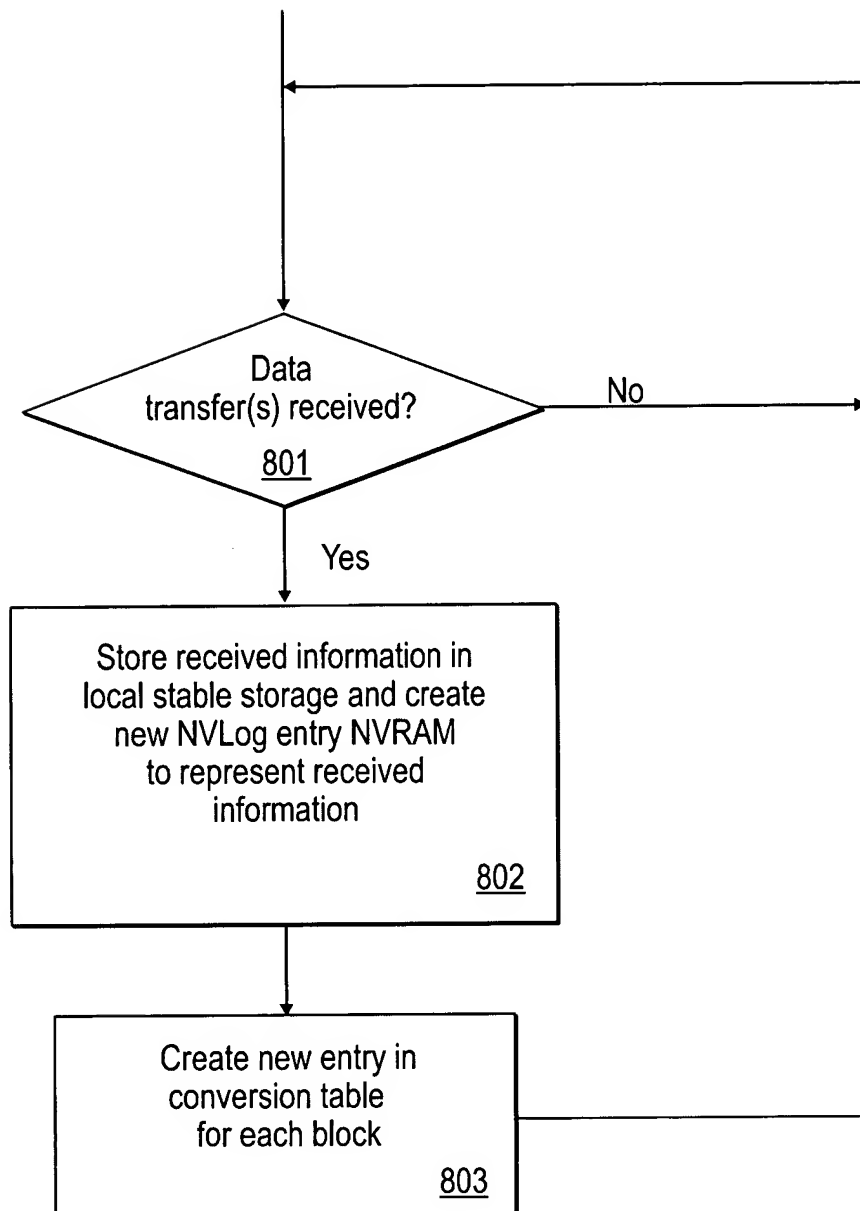 Data
transfer(s) received?
801
No
Yes
Store received information in
local stable storage and create
new NVLog entry NVRAM
to represent received
information
802
Create new entry in
conversion table
for each block
803